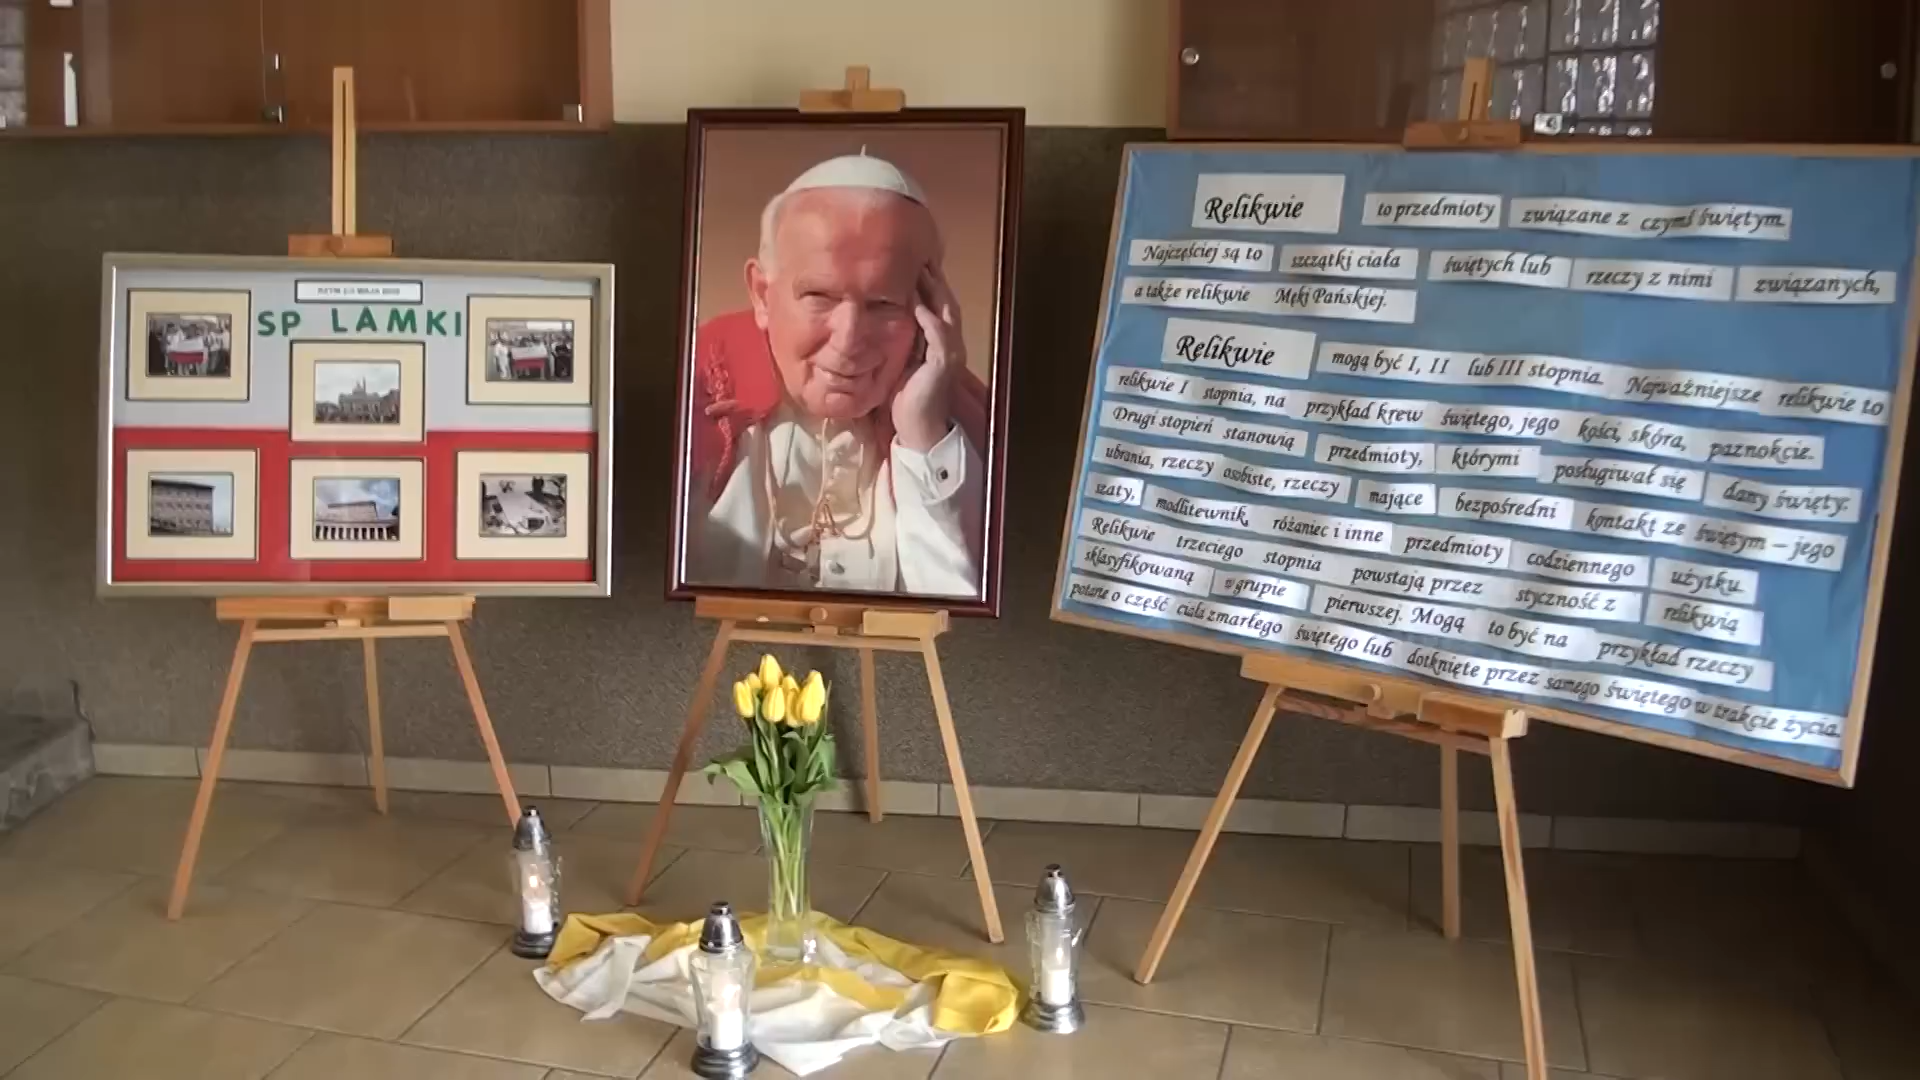 SP LAMKI
Relikwie to przedmioty związane z czymś świętym.
Najczęściej są to szczątki ciała świętych lub rzeczy z nimi związanych,
a także relikwie Męki Pańskiej.
Relikwie mogą być I, II lub III stopnia. Najważniejsze relikwie to
relikwie I stopnia, na przykład krew świętego, jego kości, skóra, paznokcie.
Drugi stopień stanowią przedmioty, którymi posługiwał się dany święty:
ubrania, rzeczy osobiste, rzeczy mające bezpośredni kontakt ze świętym – jego
szaty, modlitewnik, różaniec i inne przedmioty codziennego użytku.
Relikwie trzeciego stopnia powstają przez styczność z relikwią
sklasyfikowaną w grupie pierwszej. Mogą to być na przykład rzeczy
potarte o część ciała zmarłego świętego lub dotknięte przez samego świętego w trakcie życia.